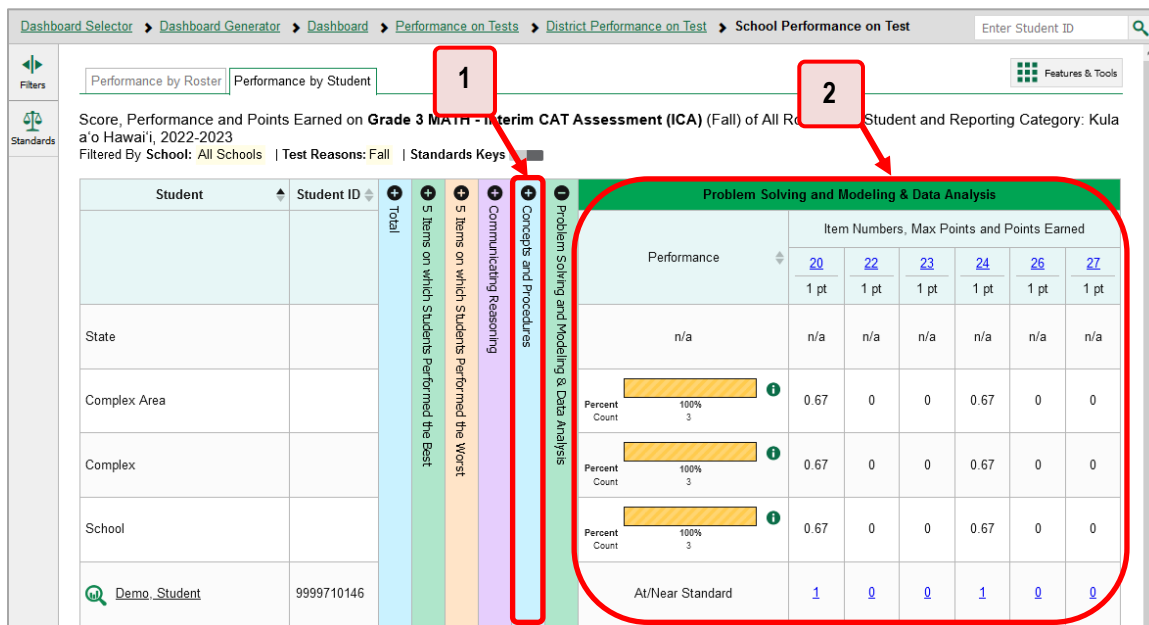 Dashboard Selector Dashboard Generator Dashboard Performance on Tests District Performance on Test School Performance on Test Enter Student ID
Filters
Standards
Performance by Roster Performance by Student
Features & Tools
1
2
Score, Performance and Points Earned on Grade 3 MATH - Interim CAT Assessment (ICA) (Fall) of All Student and Reporting Category: Kula
a'o Hawai'i, 2022-2023
Filtered By School: All Schools | Test Reasons: Fall | Standards Keys
Student Student ID
Total
5 Items on which Students Performed the Best
5 Items on which Students Performed the Worst
Communicating Reasoning
Concepts and Procedures
Problem Solving and Modeling & Data Analysis
Problem Solving and Modeling & Data Analysis
Performance
Item Numbers, Max Points and Points Earned
20 22 23 24 26 27
1 pt 1 pt 1 pt 1 pt 1 pt 1 pt
State n/a n/a n/a n/a n/a n/a n/a
Complex Area 0.67 0 0 0.67 0 0
Percent 100%
Count 3
Complex 0.67 0 0 0.67 0 0
Percent 100%
Count 3
School 0.67 0 0 0.67 0 0
Percent 100%
Count 3
Demo, Student 9999710146 At/Near Standard 1 0 0 1 0 0